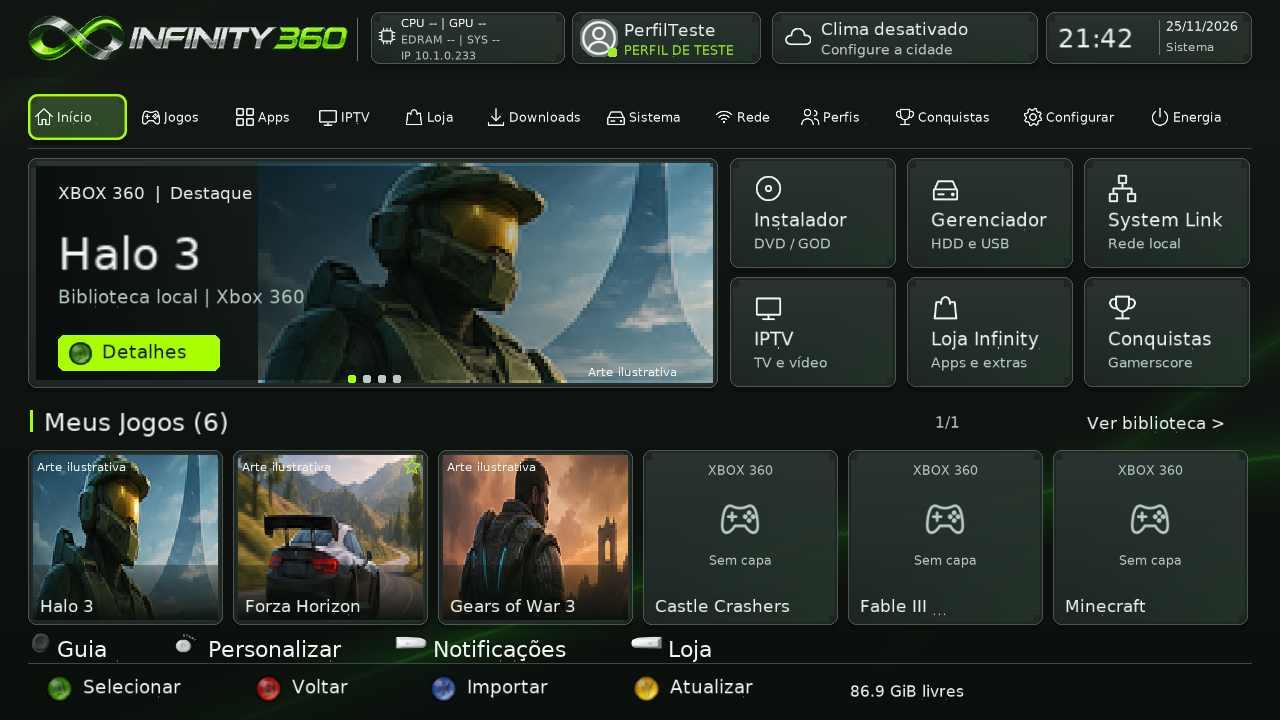 INFINITY 360
CPU -- | GPU --
EDRAM -- | SYS --
IP 10.1.0.233
PerfilTeste
PERFIL DE TESTE
Clima desativado
Configure a cidade
21:42
25/11/2026
Sistema
Início
Jogos
Apps
IPTV
Loja
Downloads
Sistema
Rede
Perfis
Conquistas
Configurar
Energia
XBOX 360 | Destaque
Halo 3
Biblioteca local | Xbox 360
Detalhes
Arte ilustrativa
Instalador
DVD / GOD
Gerenciador
HDD e USB
System Link
Rede local
IPTV
TV e vídeo
Loja Infinity
Apps e extras
Conquistas
Gamerscore
Meus Jogos (6)
1/1
Ver biblioteca >
Arte ilustrativa
Halo 3
Arte ilustrativa
Forza Horizon
Arte ilustrativa
Gears of War 3
XBOX 360
Sem capa
Castle Crashers
XBOX 360
Sem capa
Fable III ...
XBOX 360
Sem capa
Minecraft
Guia
START
Personalizar
Notificações
Loja
Selecionar
Voltar
Importar
Atualizar
86.9 GiB livres